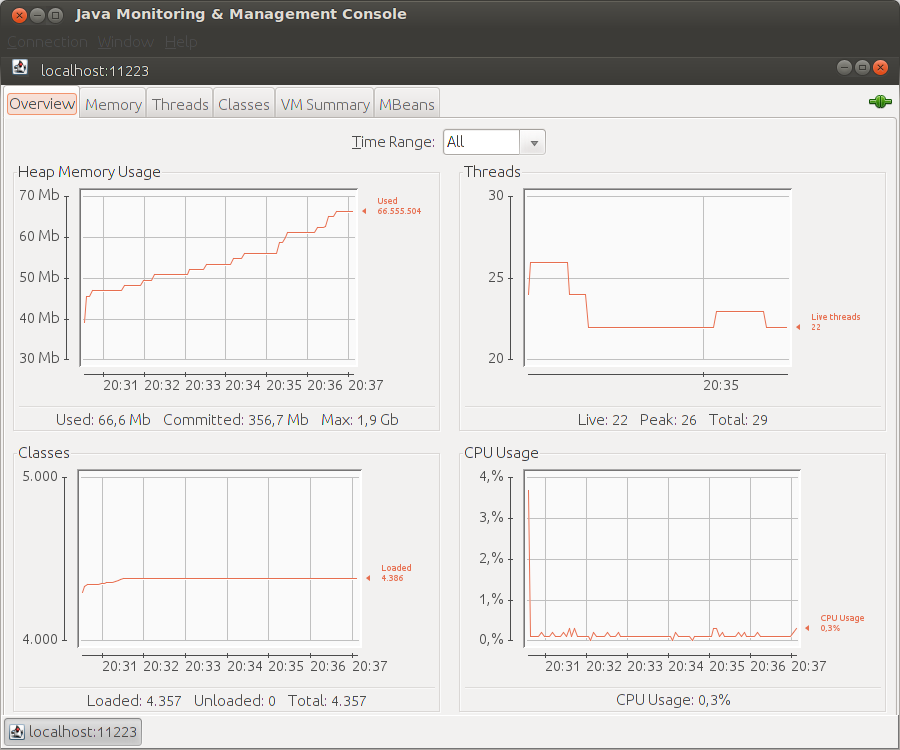 Java Monitoring & Management Console
Connection Window Help
localhost:11223
Overview Memory Threads Classes VM Summary MBeans
Time Range: All
Heap Memory Usage
70 Mb
60 Mb
50 Mb
40 Mb
30 Mb
Used
66.555.504
20:31 20:32 20:33 20:34 20:35 20:36 20:37
Used: 66,6 Mb Committed: 356,7 Mb Max: 1,9 Gb
Threads
30
25
20
Live threads
22
20:35
Live: 22 Peak: 26 Total: 29
Classes
5.000
4.000
Loaded
4.386
20:31 20:32 20:33 20:34 20:35 20:36 20:37
Loaded: 4.357 Unloaded: 0 Total: 4.357
CPU Usage
4,%
3,%
2,%
1,%
0,%
CPU Usage
0,3%
20:31 20:32 20:33 20:34 20:35 20:36 20:37
CPU Usage: 0,3%
localhost:11223